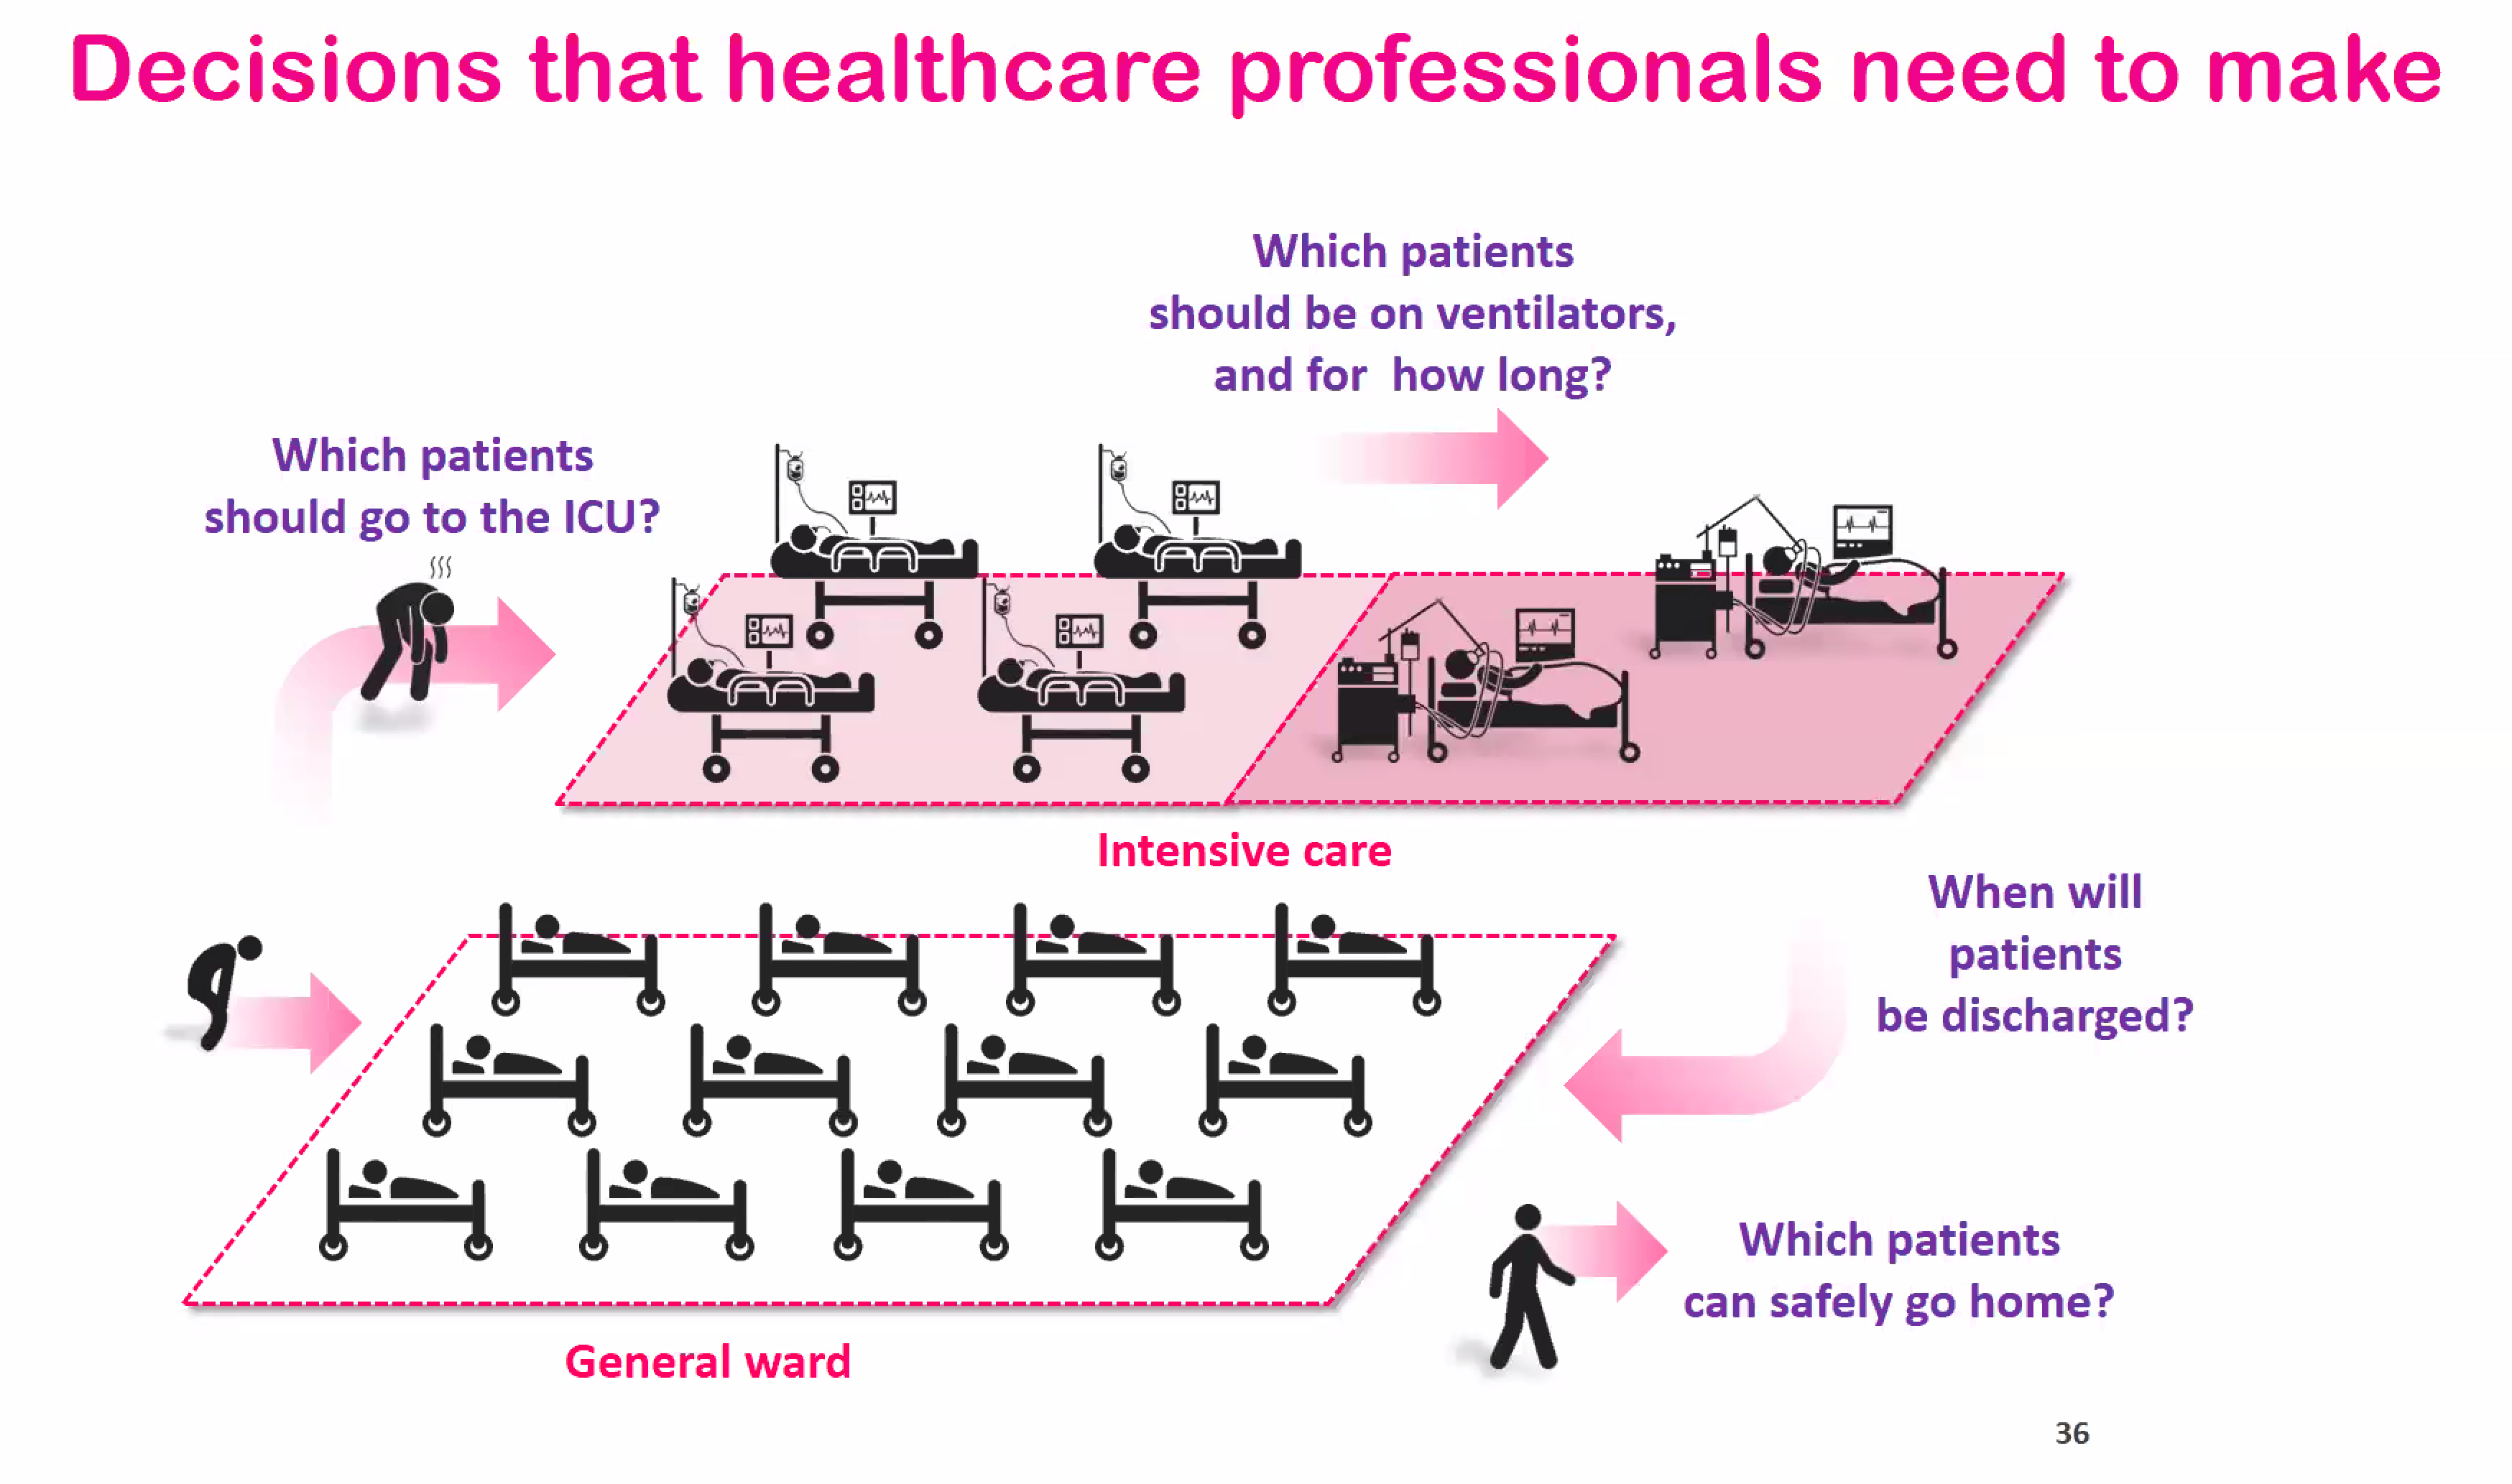 Decisions that healthcare professionals need to make
Which patients
should be on ventilators,
and for how long?
Which patients
should go to the ICU?
Intensive care
When will
patients
be discharged?
Which patients
can safely go home?
General ward
36